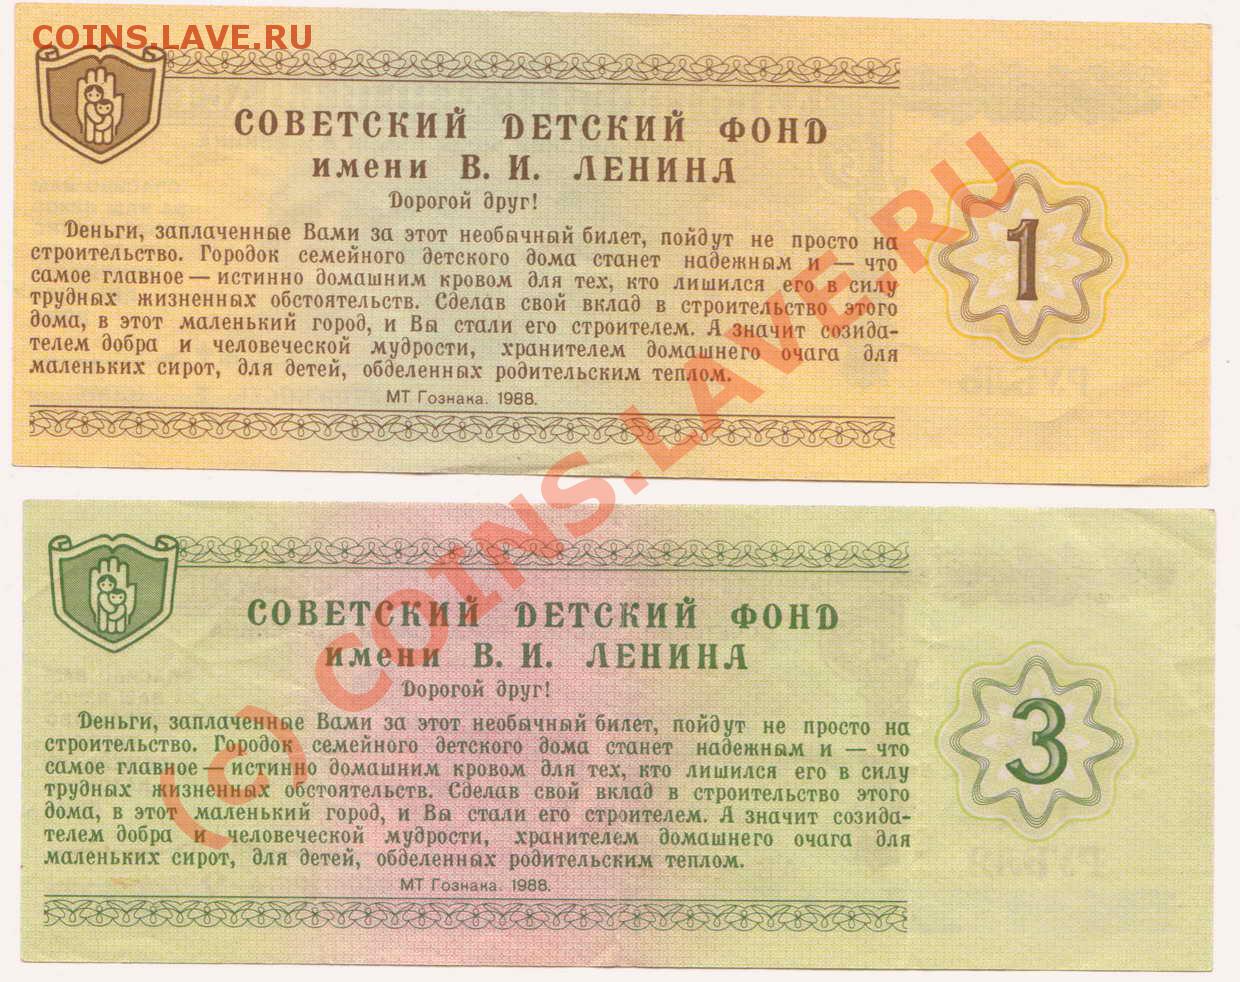 COINS.LAVE.RU
СОВЕТСКИЙ ДЕТСКИЙ ФОНД
имени В. И. ЛЕНИНА
Дорогой друг!
Деньги, заплаченные Вами за этот необычный билет, пойдут не просто на
строительство. Городок семейного детского дома станет надежным и — что
самое главное — истинно домашним кровом для тех, кто лишился его в силу
трудных жизненных обстоятельств. Сделав свой вклад в строительство этого
дома, в этот маленький город, и Вы стали его строителем. А значит созида-
телем добра и человеческой мудрости, хранителем домашнего очага для
маленьких сирот, для детей, обделенных родительским теплом.
МТ Гознака. 1988.
1
СОВЕТСКИЙ ДЕТСКИЙ ФОНД
имени В. И. ЛЕНИНА
Дорогой друг!
Деньги, заплаченные Вами за этот необычный билет, пойдут не просто на
строительство. Городок семейного детского дома станет надежным и — что
самое главное — истинно домашним кровом для тех, кто лишился его в силу
трудных жизненных обстоятельств. Сделав свой вклад в строительство этого
дома, в этот маленький город, и Вы стали его строителем. А значит созида-
телем добра и человеческой мудрости, хранителем домашнего очага для
маленьких сирот, для детей, обделенных родительским теплом.
МТ Гознака. 1988.
3
(c) COINS.LAVE.RU